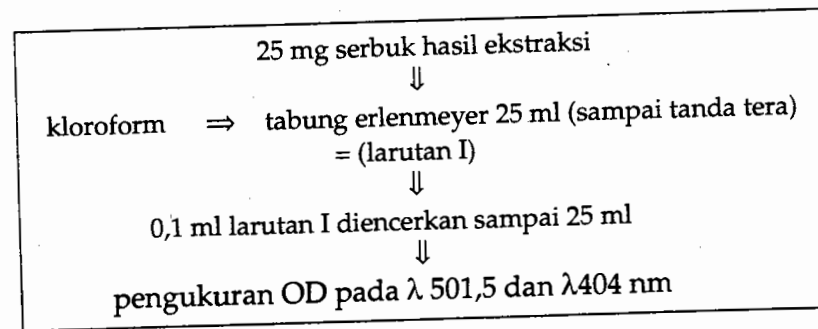 25 mg serbuk hasil ekstraksi
⇓
kloroform ⇒ tabung erlenmeyer 25 ml (sampai tanda tera)
= (larutan I)
⇓
0,1 ml larutan I diencerkan sampai 25 ml
⇓
pengukuran OD pada λ 501,5 dan λ404 nm